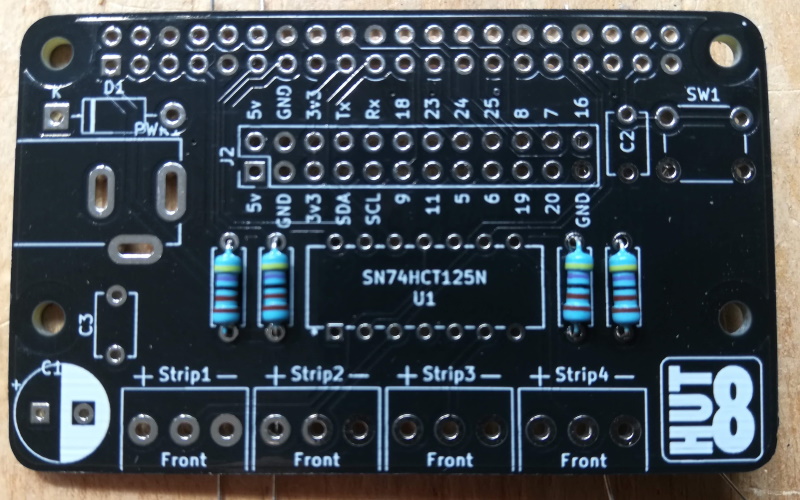 D1
K
PWR1
5v GND 3v3 Tx Rx 18 23 24 25 8 7 16
SW1
C2
J2
5v GND 3v3 SDA SCL 9 11 5 6 19 20 GND
SN74HCT125N
U1
C3
C1
+
+ Strip1 —
+ Strip2 —
+ Strip3 —
+ Strip4 —
Front
Front
Front
Front
HUT
8